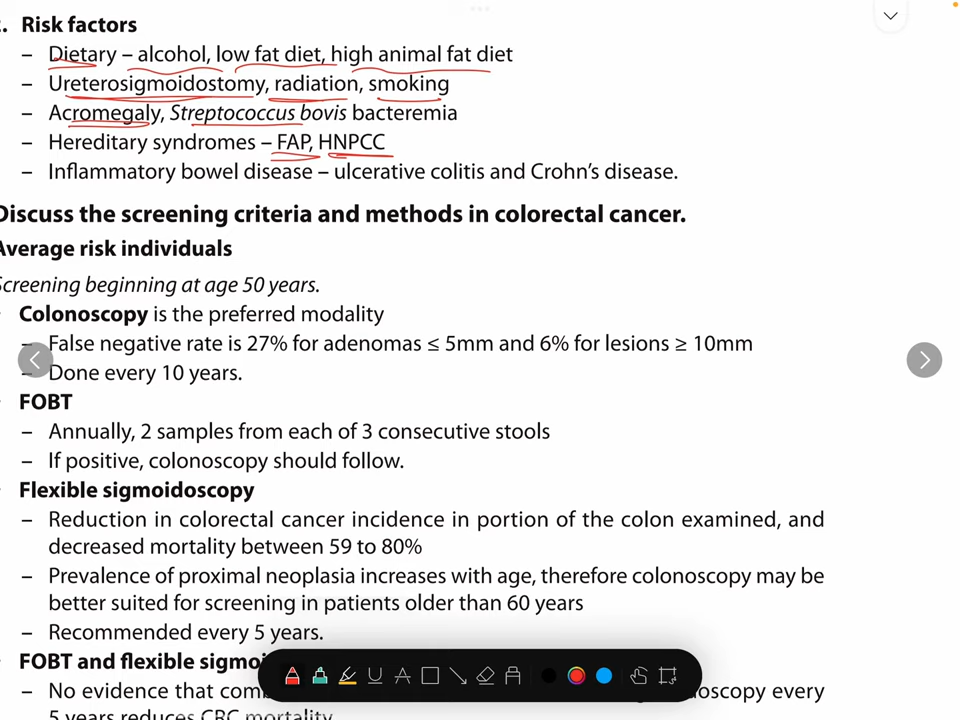 . Risk factors
– Dietary – alcohol, low fat diet, high animal fat diet
– Ureterosigmoidostomy, radiation, smoking
– Acromegaly, Streptococcus bovis bacteremia
– Hereditary syndromes – FAP, HNPCC
– Inflammatory bowel disease – ulcerative colitis and Crohn's disease.
Discuss the screening criteria and methods in colorectal cancer.
Average risk individuals
Screening beginning at age 50 years.
Colonoscopy is the preferred modality
– False negative rate is 27% for adenomas ≤ 5mm and 6% for lesions ≥ 10mm
– Done every 10 years.
FOBT
– Annually, 2 samples from each of 3 consecutive stools
– If positive, colonoscopy should follow.
Flexible sigmoidoscopy
– Reduction in colorectal cancer incidence in portion of the colon examined, and
decreased mortality between 59 to 80%
– Prevalence of proximal neoplasia increases with age, therefore colonoscopy may be
better suited for screening in patients older than 60 years
– Recommended every 5 years.
FOBT and flexible
– No evidence that every
5 years reduces CRC mortality